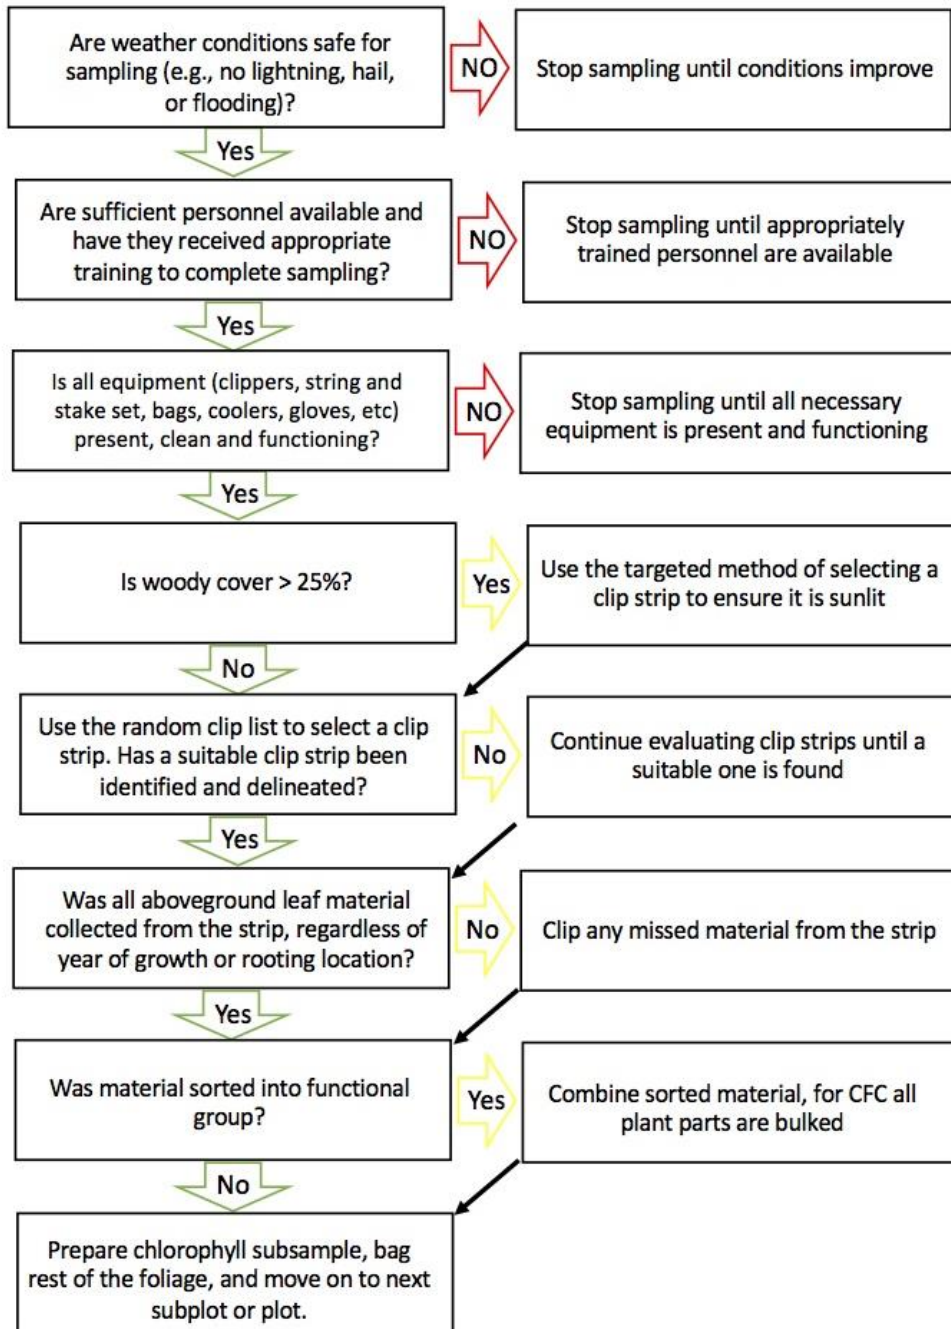 Are weather conditions safe for
sampling (e.g., no lightning, hail,
or flooding)?
NO
Stop sampling until conditions improve
Yes
Are sufficient personnel available and
have they received appropriate
training to complete sampling?
NO
Stop sampling until appropriately
trained personnel are available
Yes
Is all equipment (clippers, string and
stake set, bags, coolers, gloves, etc)
present, clean and functioning?
NO
Stop sampling until all necessary
equipment is present and functioning
Yes
Is woody cover > 25%?
Yes
Use the targeted method of selecting a
clip strip to ensure it is sunlit
No
Use the random clip list to select a clip
strip. Has a suitable clip strip been
identified and delineated?
No
Continue evaluating clip strips until a
suitable one is found
Yes
Was all aboveground leaf material
collected from the strip, regardless of
year of growth or rooting location?
No
Clip any missed material from the strip
Yes
Was material sorted into functional
group?
Yes
Combine sorted material, for CFC all
plant parts are bulked
No
Prepare chlorophyll subsample, bag
rest of the foliage, and move on to next
subplot or plot.